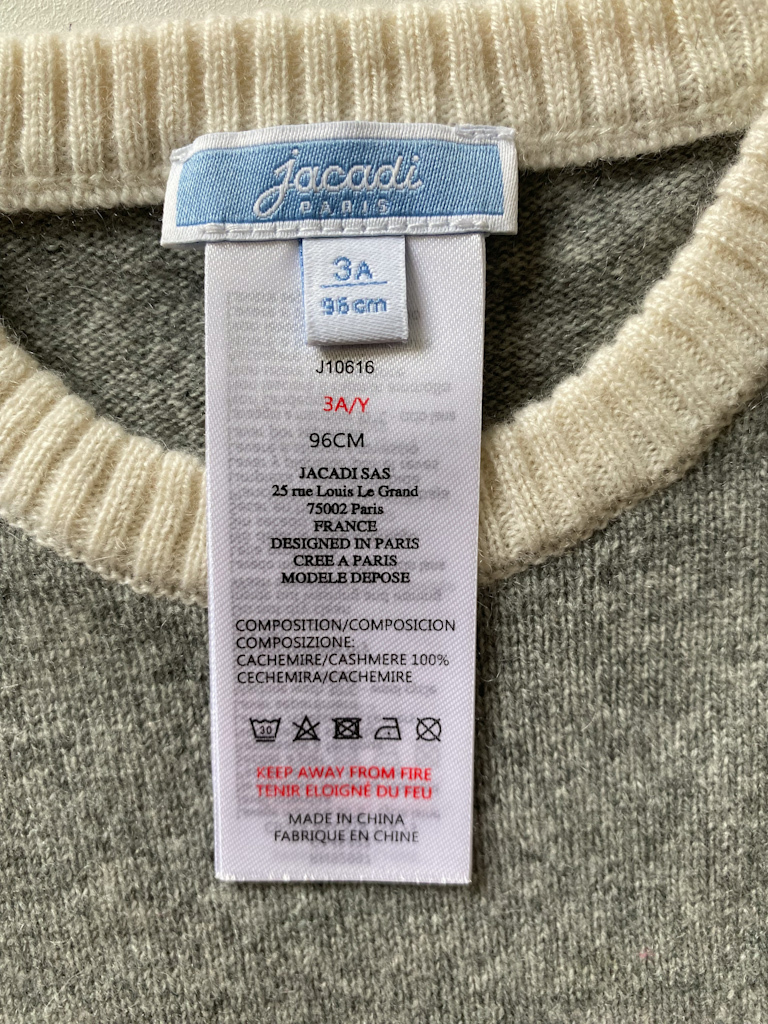 jacadi
PARIS
3A
96cm
J10616
3A/Y
96CM
JACADI SAS
25 rue Louis Le Grand
75002 Paris
FRANCE
DESIGNED IN PARIS
CREE A PARIS
MODELE DEPOSE
COMPOSITION/COMPOSICION
COMPOSIZIONE:
CACHEMIRE/CASHMERE 100%
CECHEMIRA/CACHEMIRE
30
KEEP AWAY FROM FIRE
TENIR ELOIGNÉ DU FEU
MADE IN CHINA
FABRIQUE EN CHINE